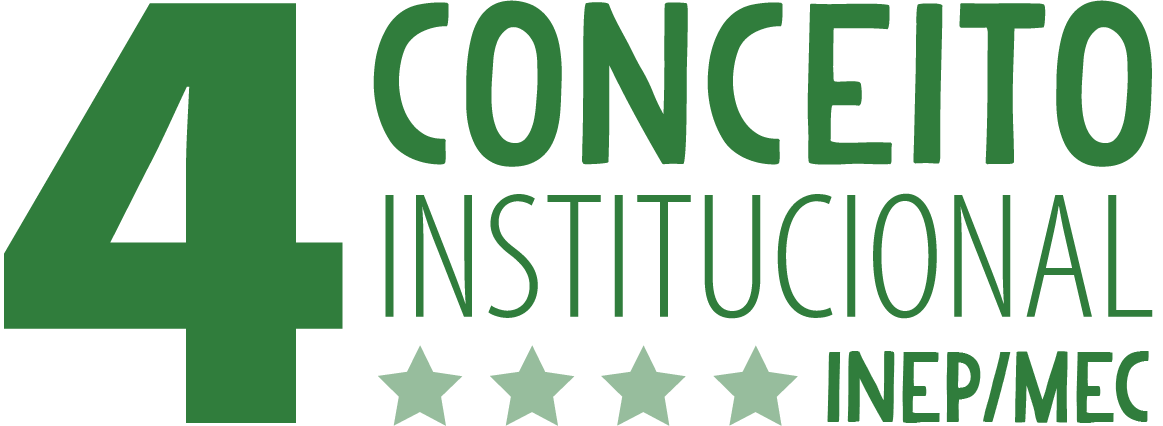 4
CONCEITO
INSTITUCIONAL
INEP/MEC